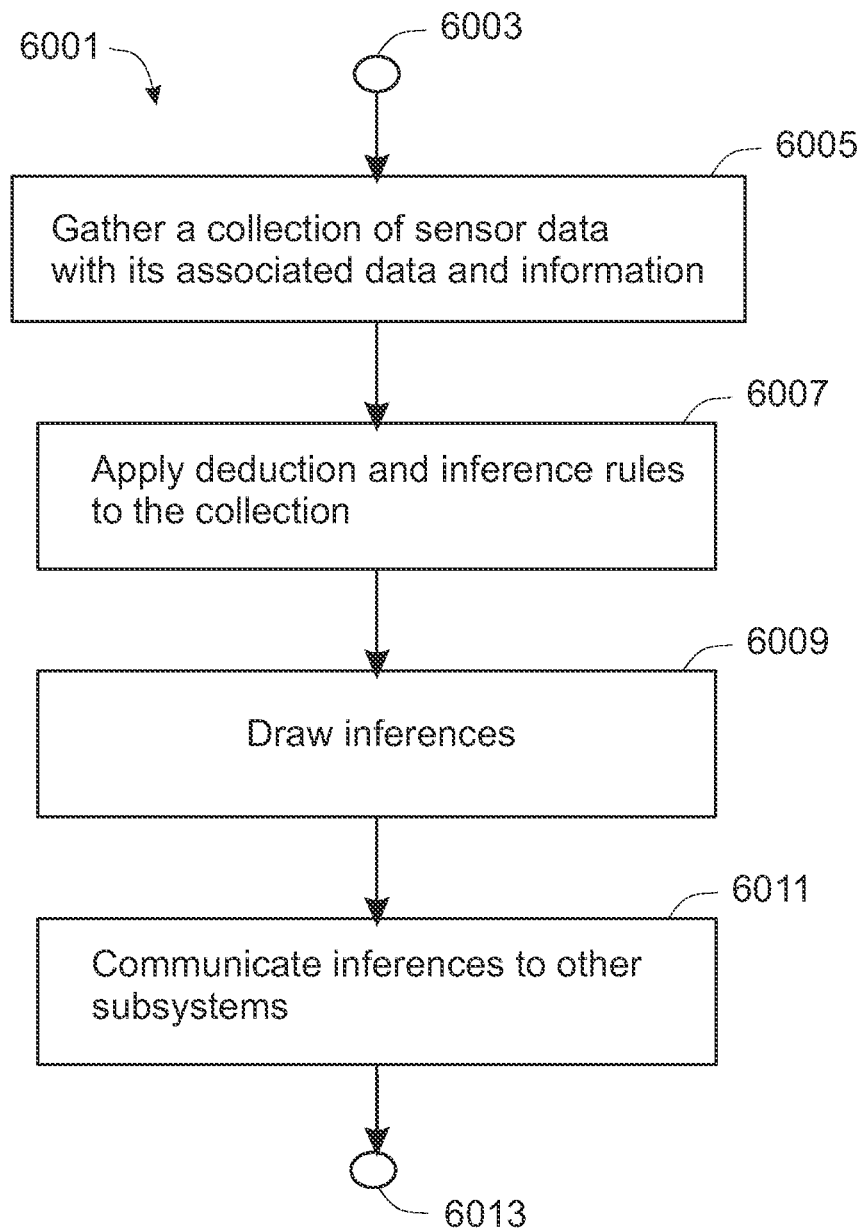 6003
6001
6005
Gather a collection of sensor data
with its associated data and information
6007
Apply deduction and inference rules
to the collection
6009
Draw inferences
6011
Communicate inferences to other
subsystems
6013